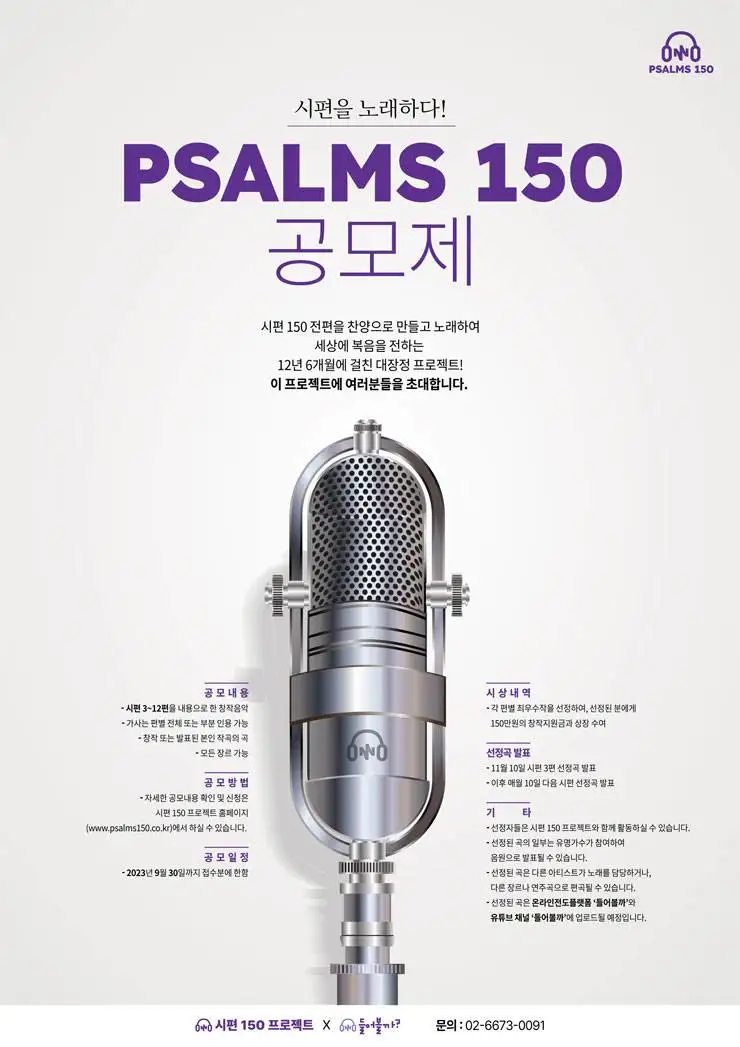 PSALMS 150
시편을 노래하다!
PSALMS 150
공모제
시편 150 전편을 찬양으로 만들고 노래하여
세상에 복음을 전하는
12년 6개월에 걸친 대장정 프로젝트!
이 프로젝트에 여러분들을 초대합니다.
공모내용
- 시편 3~12편을 내용으로 한 창작음악
- 가사는 편별 전체 또는 부분 인용 가능
- 창작 또는 발표된 본인 작곡의 곡
- 모든 장르 가능
공모방법
- 자세한 공모내용 확인 및 신청은
시편 150 프로젝트 홈페이지
(www.psalms150.co.kr)에서 하실 수 있습니다.
공모일정
- 2023년 9월 30일까지 접수분에 한함
시상내역
- 각 편별 최우수작을 선정하여, 선정된 분에게
150만원의 창작지원금과 상장 수여
선정곡 발표
- 11월 10일 시편 3편 선정곡 발표
- 이후 매월 10일 다음 시편 선정곡 발표
기 타
- 선정자들은 시편 150 프로젝트와 함께 활동하실 수 있습니다.
- 선정된 곡의 일부는 유명가수가 참여하여
음원으로 발표될 수 있습니다.
- 선정된 곡은 다른 아티스트가 노래를 담당하거나,
다른 장르나 연주곡으로 편곡될 수 있습니다.
- 선정된 곡은 온라인전도플랫폼 ‘들어볼까’와
유튜브 채널 ‘들어볼까’에 업로드될 예정입니다.
시편 150 프로젝트 X 들어볼까? 문의 : 02-6673-0091